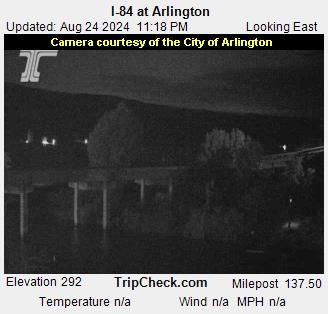 I-84 at Arlington
Updated: Aug 24 2024 11:18 PM Looking East
Camera courtesy of the City of Arlington
Elevation 292 TripCheck.com Milepost 137.50
Temperature n/a Wind n/a MPH n/a